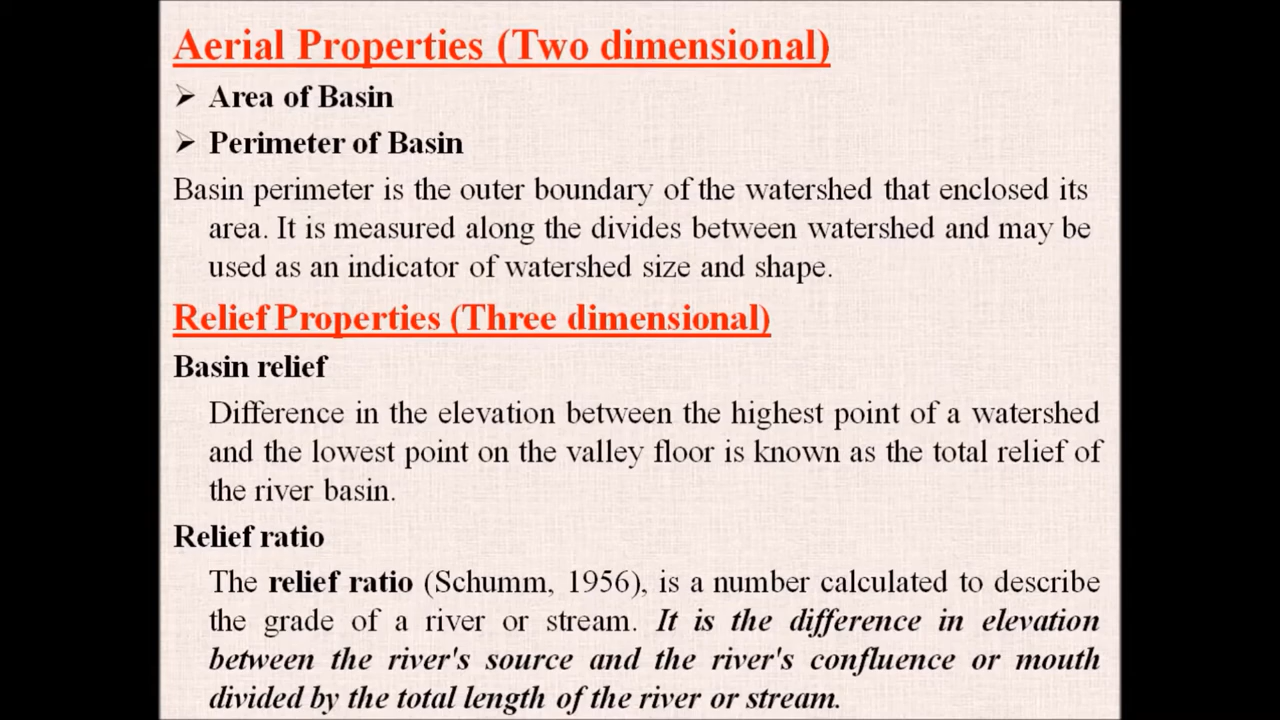 Aerial Properties (Two dimensional)
➢ Area of Basin
➢ Perimeter of Basin
Basin perimeter is the outer boundary of the watershed that enclosed its
area. It is measured along the divides between watershed and may be
used as an indicator of watershed size and shape.
Relief Properties (Three dimensional)
Basin relief
Difference in the elevation between the highest point of a watershed
and the lowest point on the valley floor is known as the total relief of
the river basin.
Relief ratio
The relief ratio (Schumm, 1956), is a number calculated to describe
the grade of a river or stream. It is the difference in elevation
between the river's source and the river's confluence or mouth
divided by the total length of the river or stream.